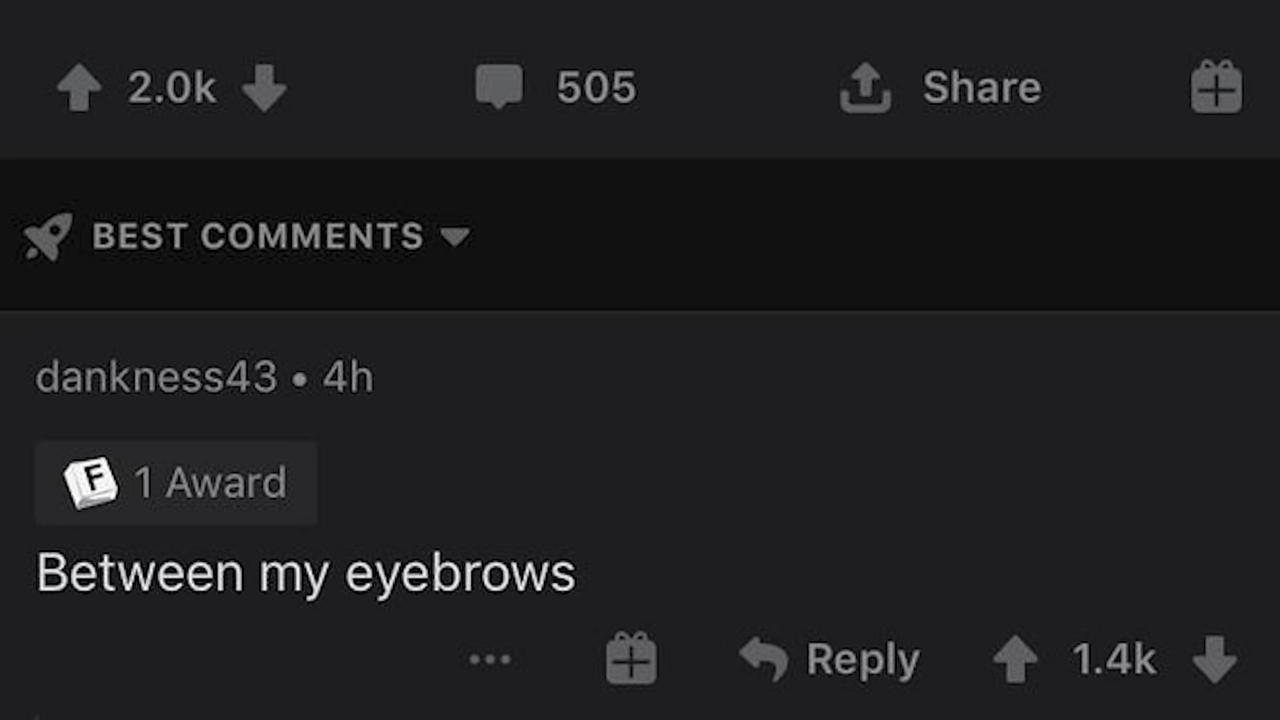 2.0k 505 Share
BEST COMMENTS
dankness43 • 4h
F 1 Award
Between my eyebrows
... Reply 1.4k